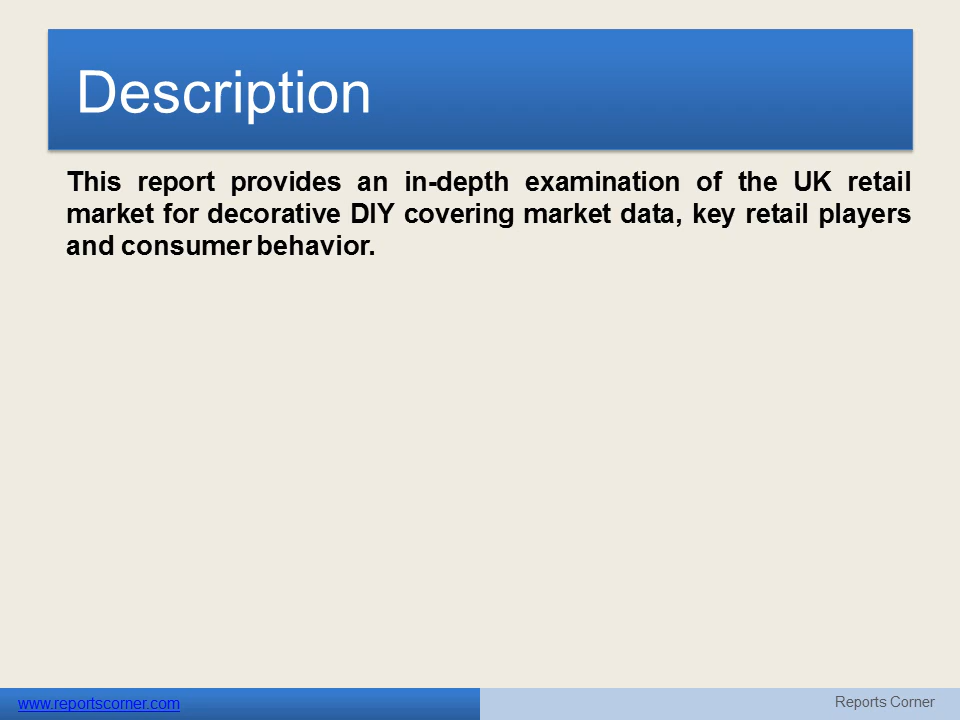 Description
This report provides an in-depth examination of the UK retail
market for decorative DIY covering market data, key retail players
and consumer behavior.
www.reportscorner.com
Reports Corner